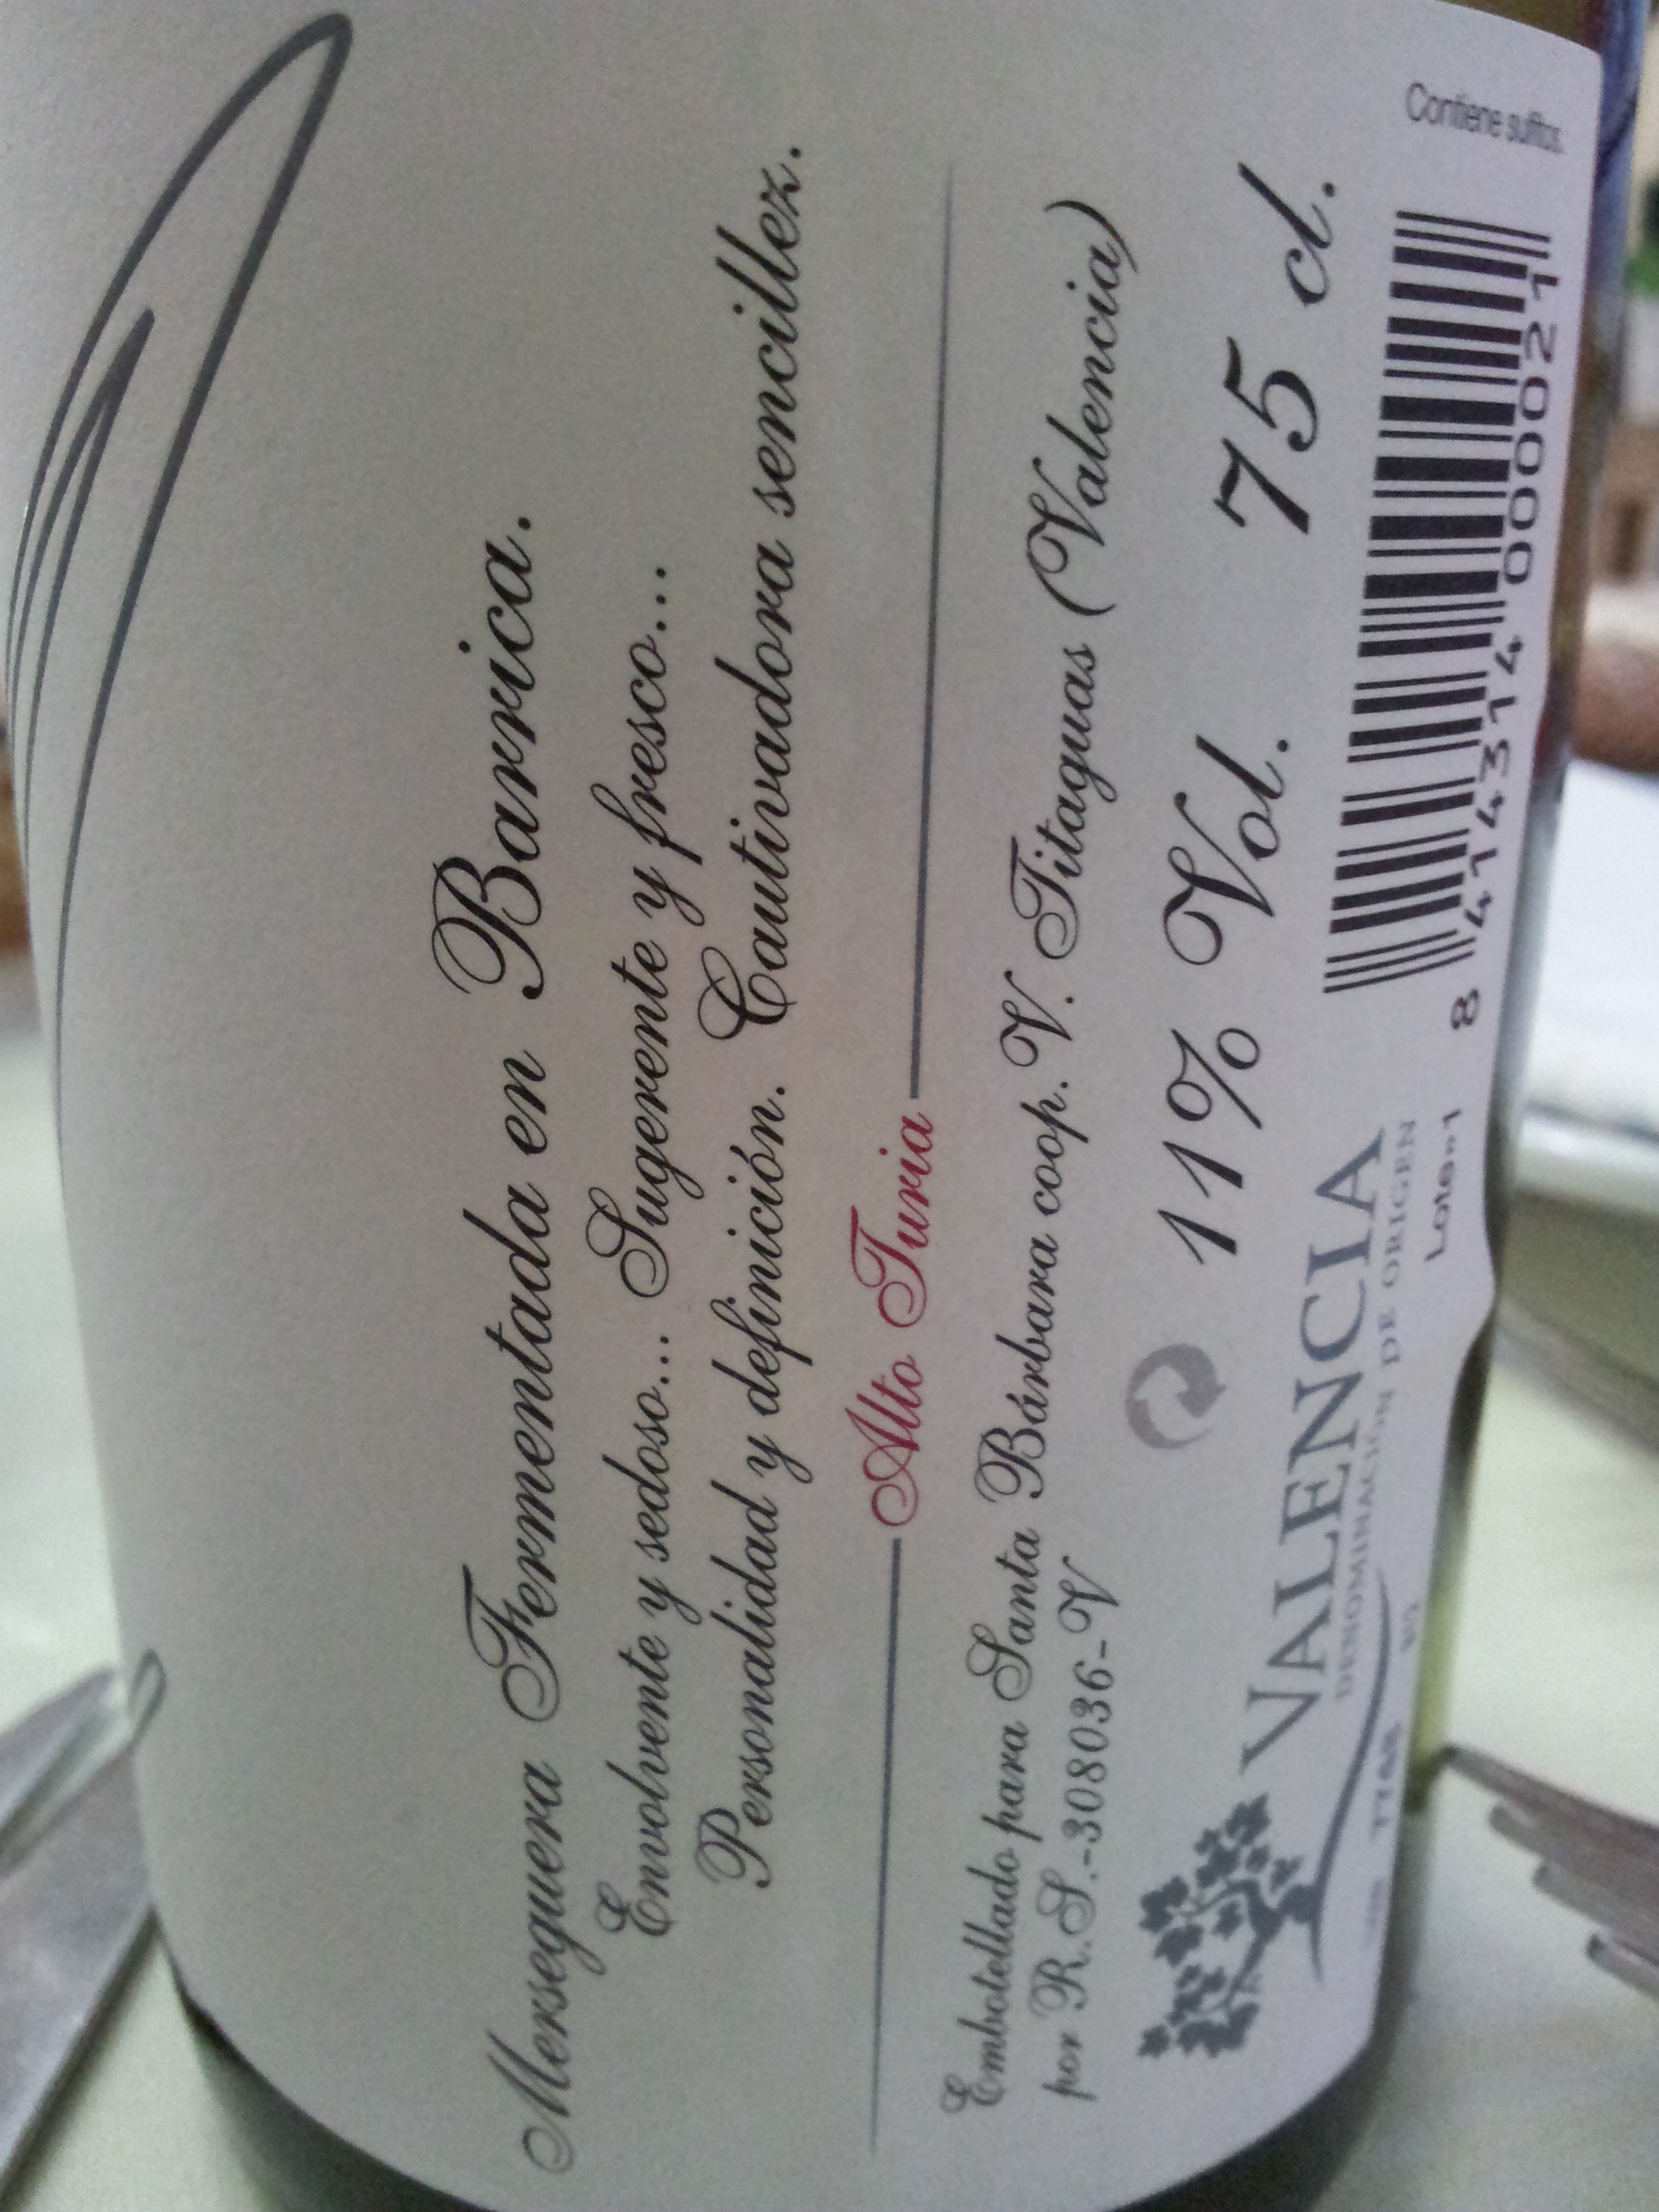 Merseguera Fermentada en Barrica.
Envolvente y sedoso... Sugerente y fresco...
Personalidad y definición. Cautivadora sencillez.
Alto Turia
Embotellado para Santa Bárbara coop. V. Titaguas (Valencia)
por R.S.-308036-V
11% Vol. 75 cl.
VALENCIA
DENOMINACIÓN DE ORIGEN
Lote»1
8 414314 000021
Contiene sulfitos